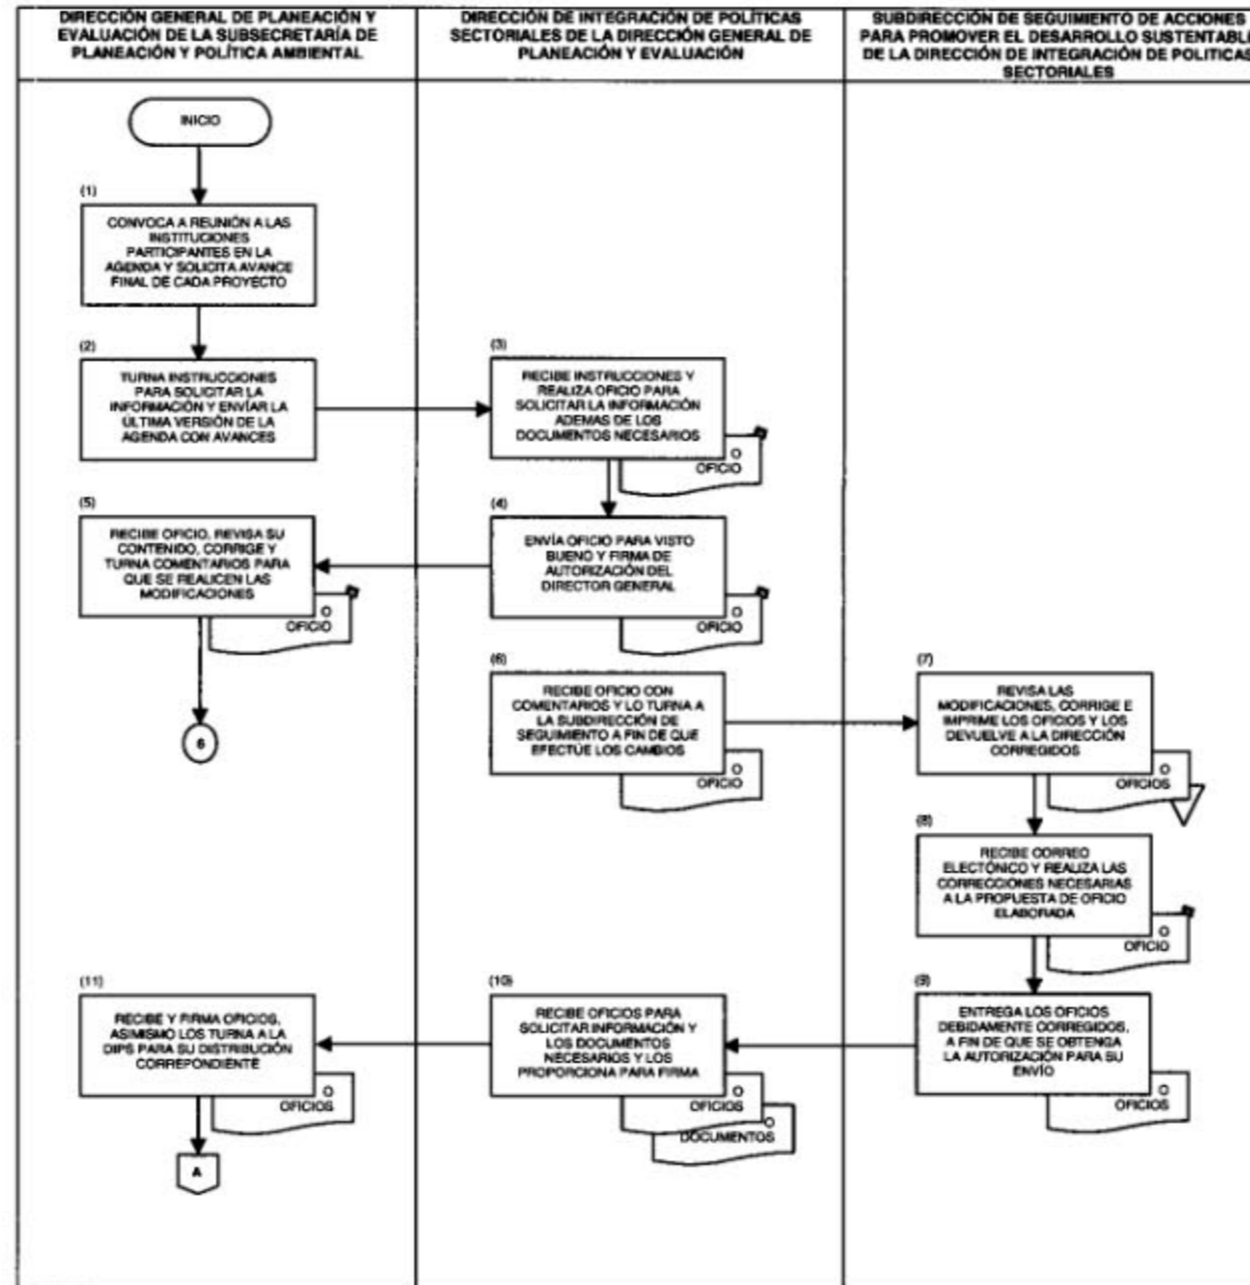 DIRECCIÓN GENERAL DE PLANEACIÓN Y
EVALUACIÓN DE LA SUBSECRETARÍA DE
PLANEACIÓN Y POLÍTICA AMBIENTAL
DIRECCIÓN DE INTEGRACIÓN DE POLÍTICAS
SECTORIALES DE LA DIRECCIÓN GENERAL DE
PLANEACIÓN Y EVALUACIÓN
SUBDIRECCIÓN DE SEGUIMIENTO DE ACCIONES
PARA PROMOVER EL DESARROLLO SUSTENTABL
DE LA DIRECCIÓN DE INTEGRACIÓN DE POLITICAS
SECTORIALES
INICIO
(1)
CONVOCA A REUNIÓN A LAS
INSTITUCIONES
PARTICIPANTES EN LA
AGENDA Y SOLICITA AVANCE
FINAL DE CADA PROYECTO
(2)
TURNA INSTRUCCIONES
PARA SOLICITAR LA
INFORMACIÓN Y ENVÍAR LA
ÚLTIMA VERSIÓN DE LA
AGENDA CON AVANCES
(3)
RECIBE INSTRUCCIONES Y
REALIZA OFICIO PARA
SOLICITAR LA INFORMACIÓN
ADEMAS DE LOS
DOCUMENTOS NECESARIOS
O
OFICIO
(4)
ENVÍA OFICIO PARA VISTO
BUENO Y FIRMA DE
AUTORIZACIÓN DEL
DIRECTOR GENERAL
O
OFICIO
(5)
RECIBE OFICIO, REVISA SU
CONTENIDO, CORRIGE Y
TURNA COMENTARIOS PARA
QUE SE REALICEN LAS
MODIFICACIONES
O
OFICIO
6
(6)
RECIBE OFICIO CON
COMENTARIOS Y LO TURNA A
LA SUBDIRECCIÓN DE
SEGUIMIENTO A FIN DE QUE
EFECTÚE LOS CAMBIOS
O
OFICIO
(7)
REVISA LAS
MODIFICACIONES, CORRIGE E
IMPRIME LOS OFICIOS Y LOS
DEVUELVE A LA DIRECCIÓN
CORREGIDOS
O
OFICIOS
(8)
RECIBE CORREO
ELECTÓNICO Y REALIZA LAS
CORRECCIONES NECESARIAS
A LA PROPUESTA DE OFICIO
ELABORADA
O
OFICIO
(9)
ENTREGA LOS OFICIOS
DEBIDAMENTE CORREGIDOS,
A FIN DE QUE SE OBTENGA
LA AUTORIZACIÓN PARA SU
ENVÍO
O
OFICIOS
(10)
RECIBE OFICIOS PARA
SOLICITAR INFORMACIÓN Y
LOS DOCUMENTOS
NECESARIOS Y LOS
PROPORCIONA PARA FIRMA
O
OFICIOS
O
DOCUMENTOS
(11)
RECIBE Y FIRMA OFICIOS,
ASIMISMO LOS TURNA A LA
DIPS PARA SU DISTRIBUCIÓN
CORREPONDIENTE
O
OFICIOS
A